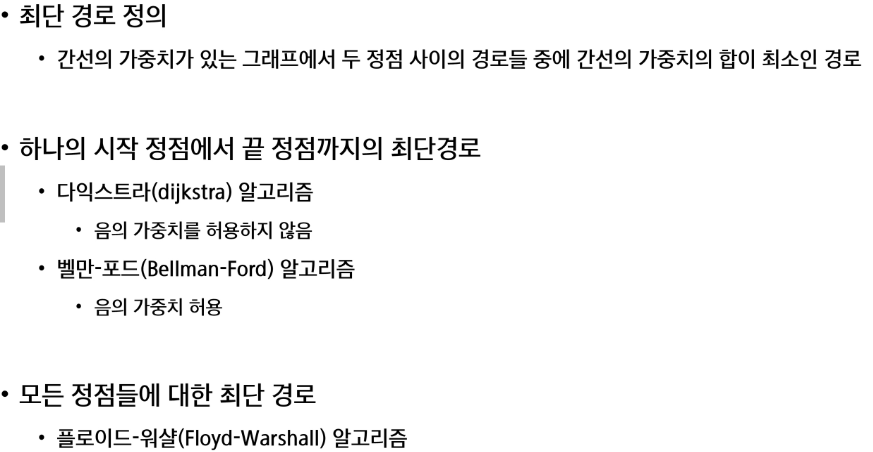 • 최단 경로 정의
• 간선의 가중치가 있는 그래프에서 두 정점 사이의 경로들 중에 간선의 가중치의 합이 최소인 경로
• 하나의 시작 정점에서 끝 정점까지의 최단경로
• 다익스트라(dijkstra) 알고리즘
• 음의 가중치를 허용하지 않음
• 벨만-포드(Bellman-Ford) 알고리즘
• 음의 가중치 허용
• 모든 정점들에 대한 최단 경로
• 플로이드-워샬(Floyd-Warshall) 알고리즘